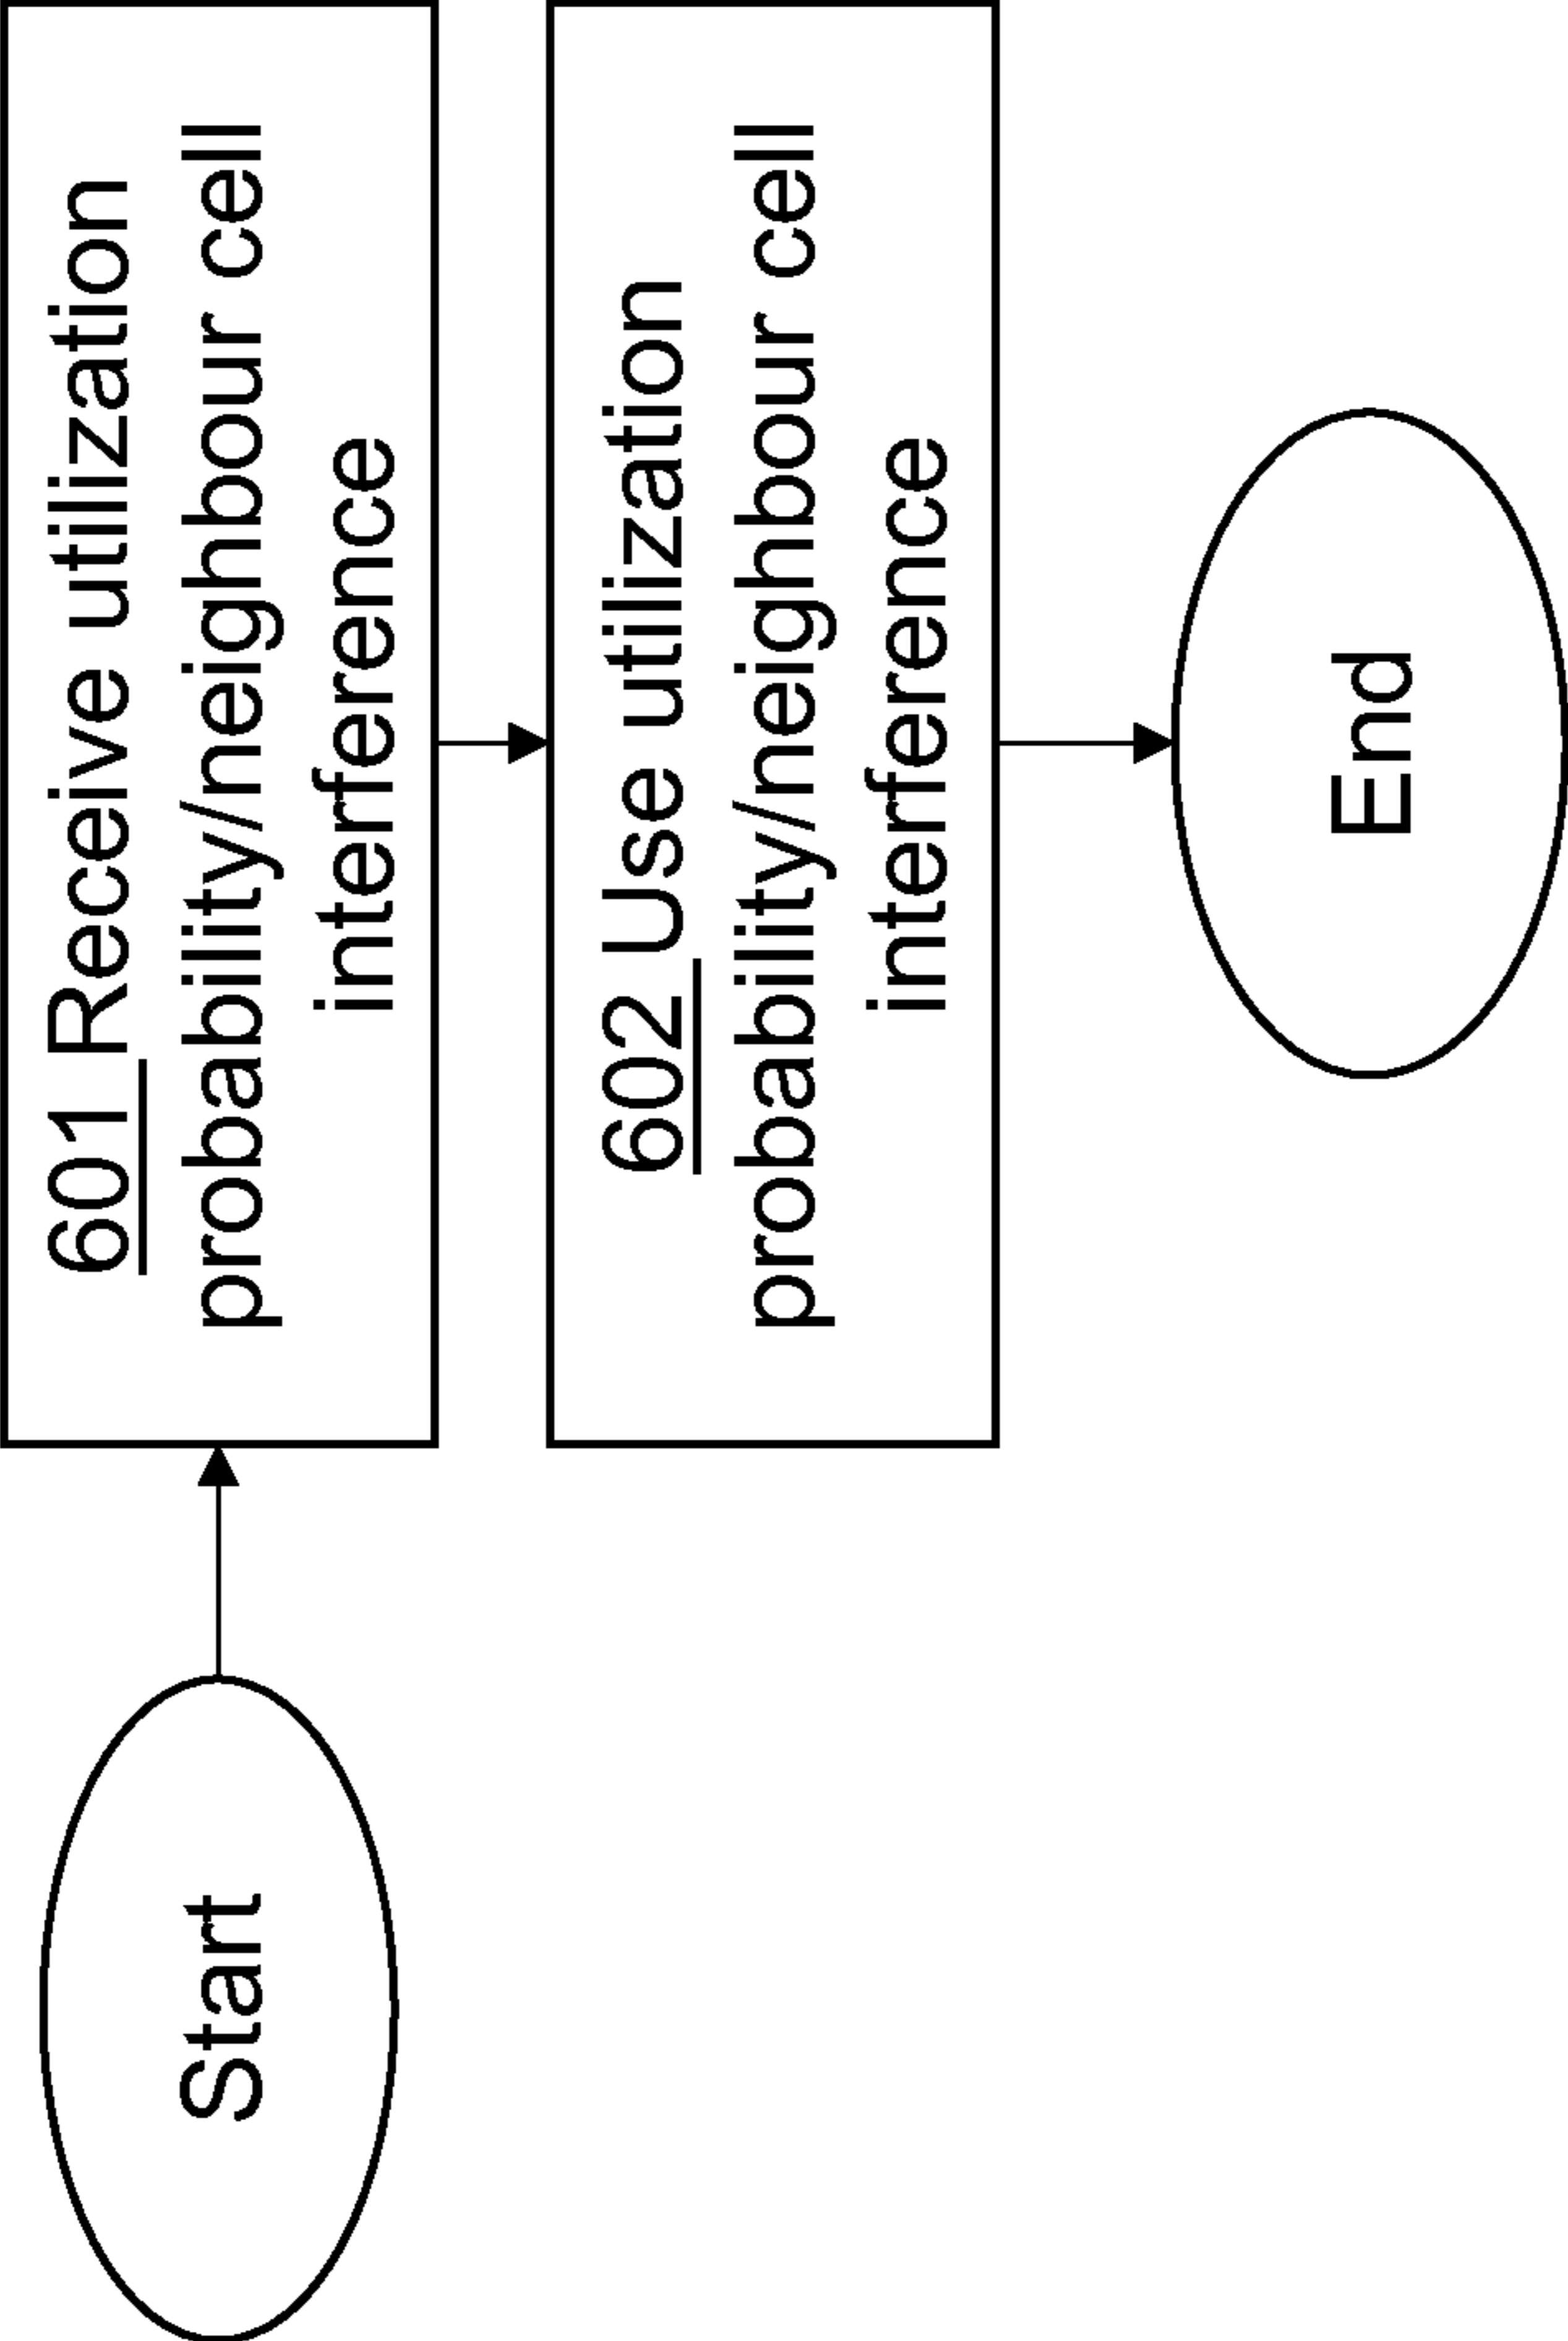 Start
601 Receive utilization
probability/neighbour cell
interference
602 Use utilization
probability/neighbour cell
interference
End